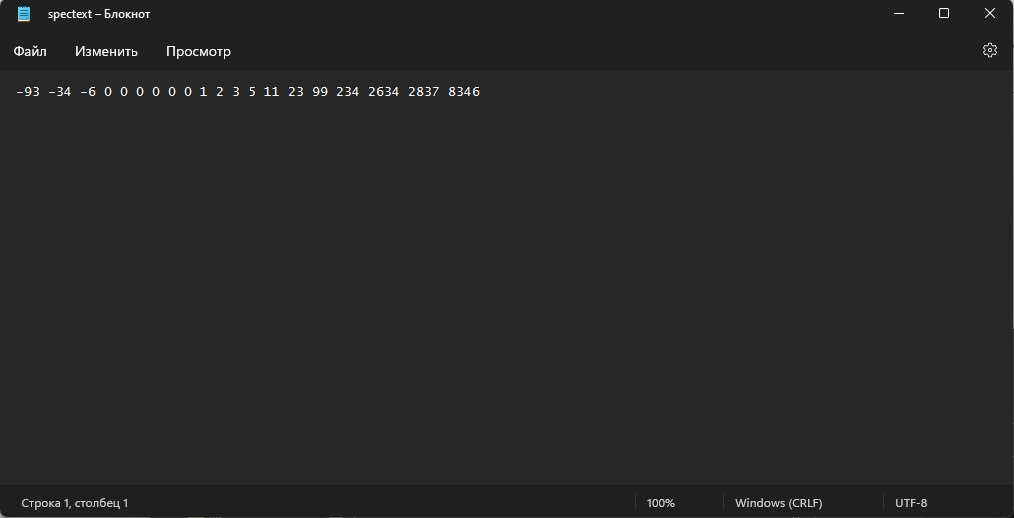 spectext – Блокнот
Файл Изменить Просмотр
-93 -34 -6 0 0 0 0 0 0 1 2 3 5 11 23 99 234 2634 2837 8346
Строка 1, столбец 1 100% Windows (CRLF) UTF-8